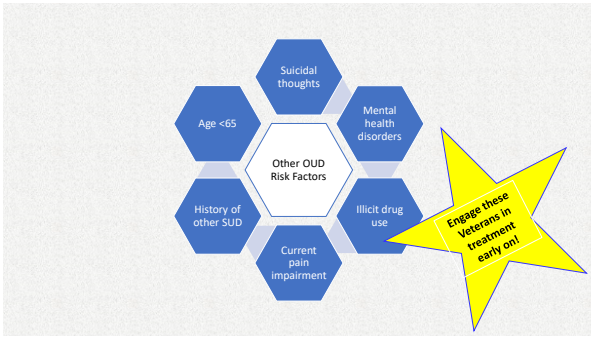 Suicidal
thoughts
Mental
health
disorders
Age <65
Other OUD
Risk Factors
History of
other SUD
Illicit drug
use
Current
pain
impairment
Engage these
Veterans in
treatment
early on!